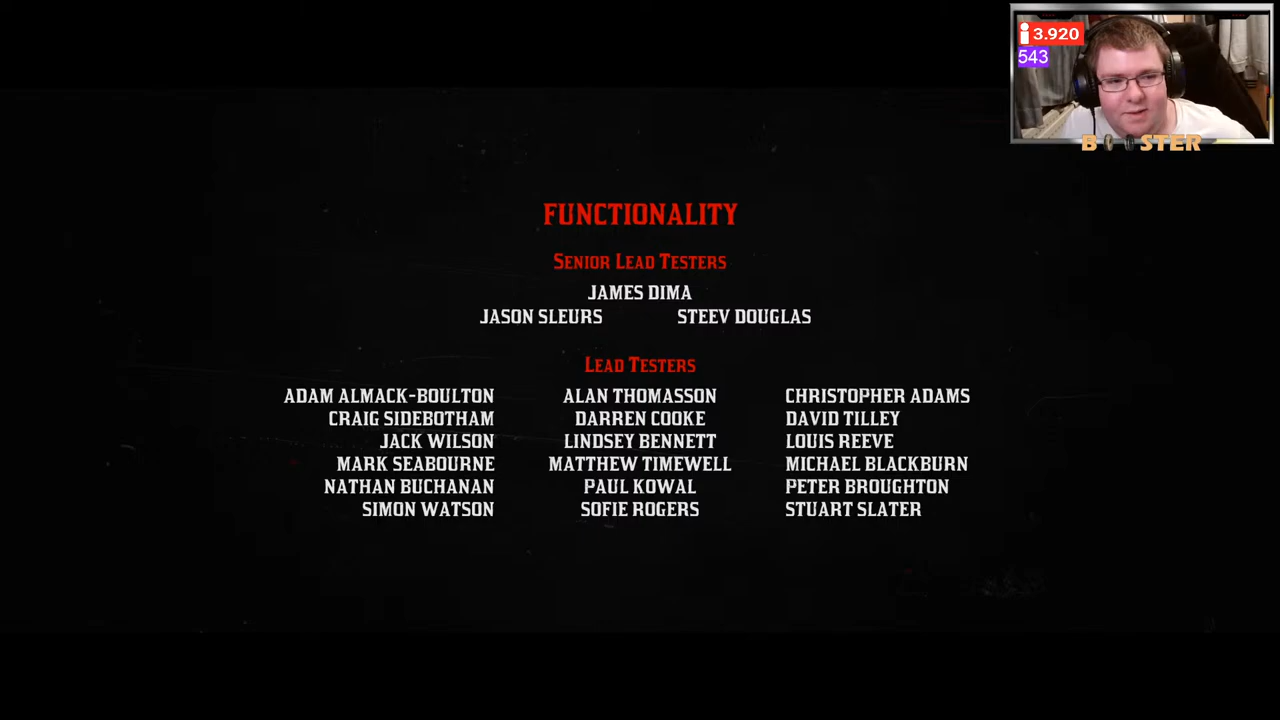 3.920
543
B STER
FUNCTIONALITY
SENIOR LEAD TESTERS
JAMES DIMA
JASON SLEURS STEEV DOUGLAS
LEAD TESTERS
ADAM ALMACK-BOULTON ALAN THOMASSON CHRISTOPHER ADAMS
CRAIG SIDEBOTHAM DARREN COOKE DAVID TILLEY
JACK WILSON LINDSEY BENNETT LOUIS REEVE
MARK SEABOURNE MATTHEW TIMEWELL MICHAEL BLACKBURN
NATHAN BUCHANAN PAUL KOWAL PETER BROUGHTON
SIMON WATSON SOFIE ROGERS STUART SLATER